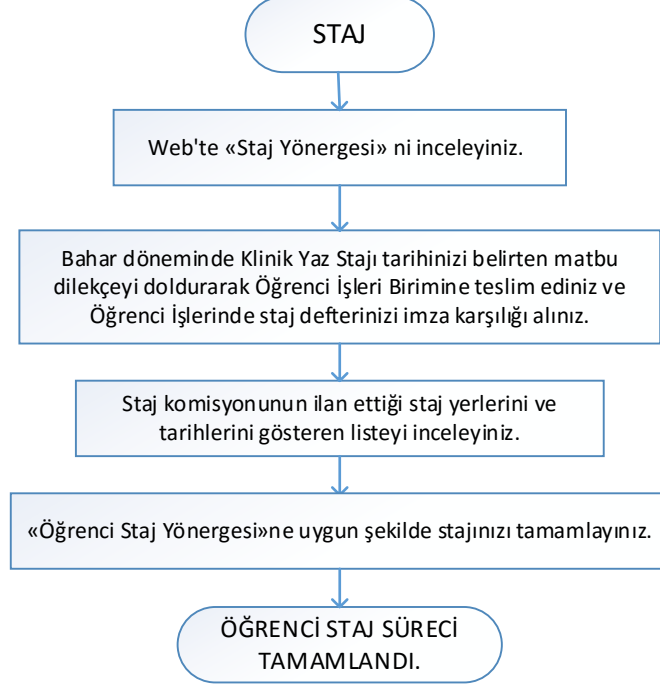 STAJ
Web'te «Staj Yönergesi» ni inceleyiniz.
Bahar döneminde Klinik Yaz Stajı tarihinizi belirten matbu
dilekçeyi doldurarak Öğrenci İşleri Birimine teslim ediniz ve
Öğrenci İşlerinde staj defterinizi imza karşılığı alınız.
Staj komisyonunun ilan ettiği staj yerlerini ve
tarihlerini gösteren listeyi inceleyiniz.
«Öğrenci Staj Yönergesi»ne uygun şekilde stajınızı tamamlayınız.
ÖĞRENCİ STAJ SÜRECİ
TAMAMLANDI.